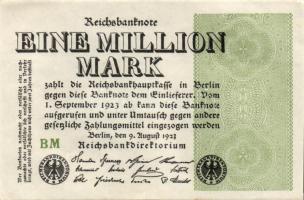 Reichsbanknote
EINE MILLION
MARK
zahlt die Reichsbankhauptkasse in Berlin
gegen diese Banknote dem Einlieferer. Vom
1. September 1923 ab kann diese Banknote
aufgerufen und unter Umtausch gegen andere
gesetzliche Zahlungsmittel eingezogen werden
Berlin, den 9. August 1923
BM
Reichsbankdirektorium